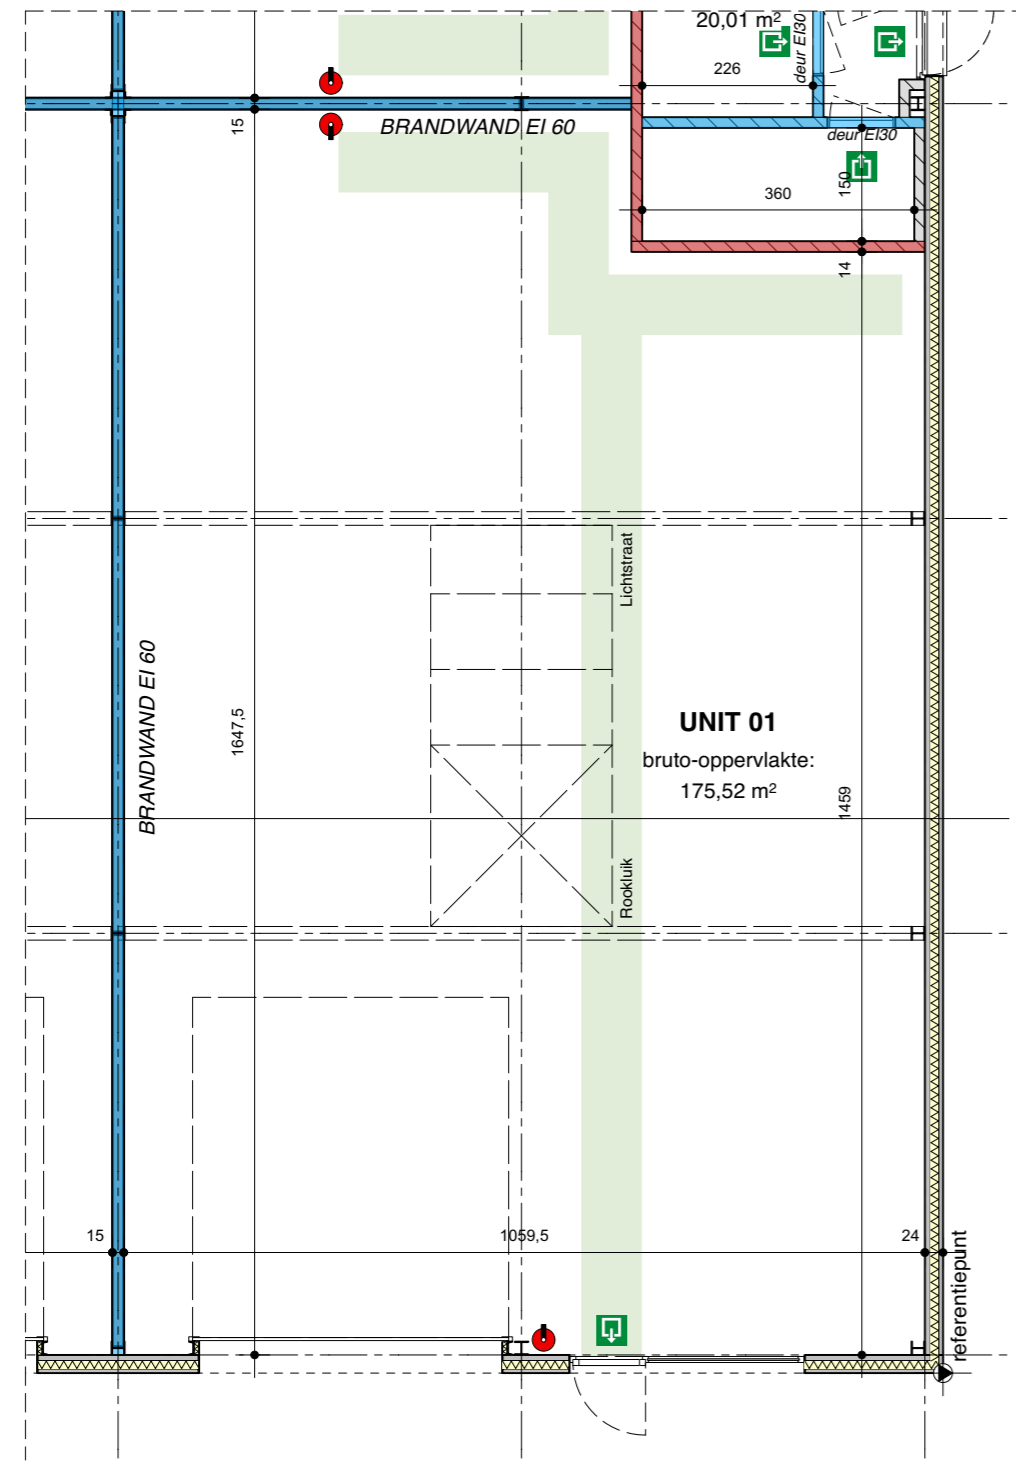 20,01 m²
deur EI30
226
15
BRANDWAND EI 60
deur EI30
150
360
14
Lichtstraat
BRANDWAND EI 60
1647,5
UNIT 01
bruto-oppervlakte:
175,52 m²
1459
Rookluik
15
1059,5
24
referentiepunt